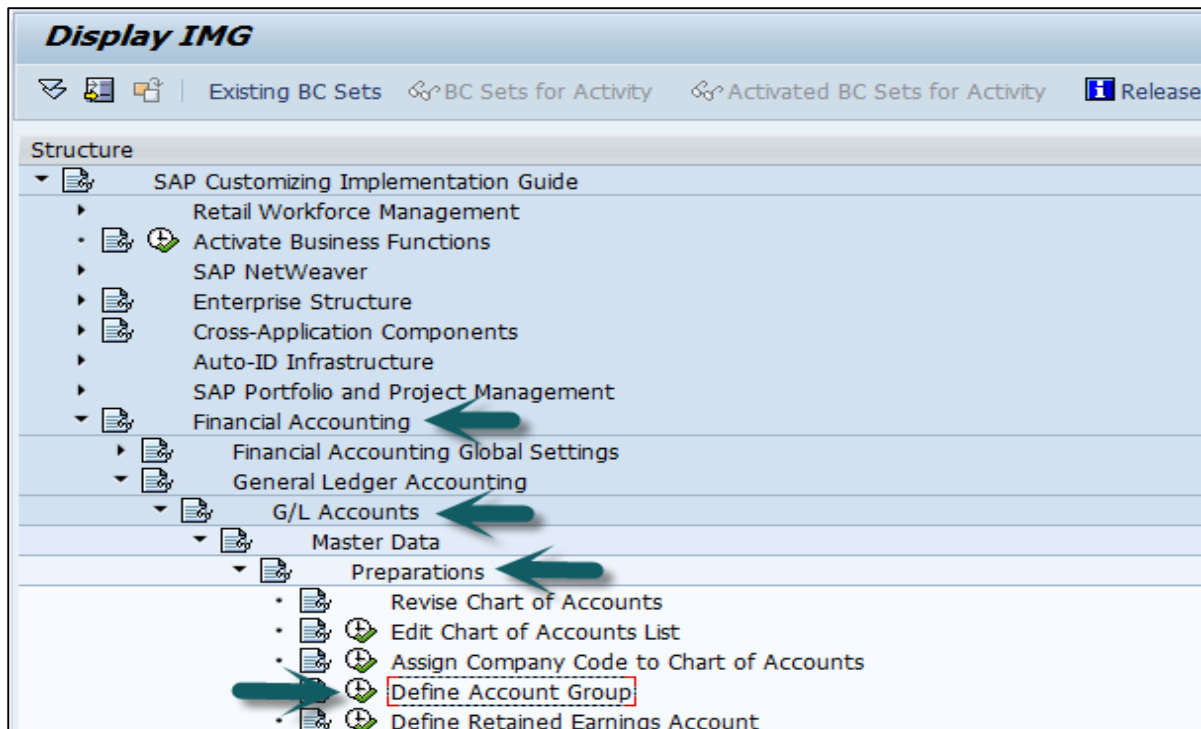 Display IMG
Existing BC Sets BC Sets for Activity Activated BC Sets for Activity Release
Structure
SAP Customizing Implementation Guide
Retail Workforce Management
Activate Business Functions
SAP NetWeaver
Enterprise Structure
Cross-Application Components
Auto-ID Infrastructure
SAP Portfolio and Project Management
Financial Accounting
Financial Accounting Global Settings
General Ledger Accounting
G/L Accounts
Master Data
Preparations
Revise Chart of Accounts
Edit Chart of Accounts List
Assign Company Code to Chart of Accounts
Define Account Group
Define Retained Earnings Account